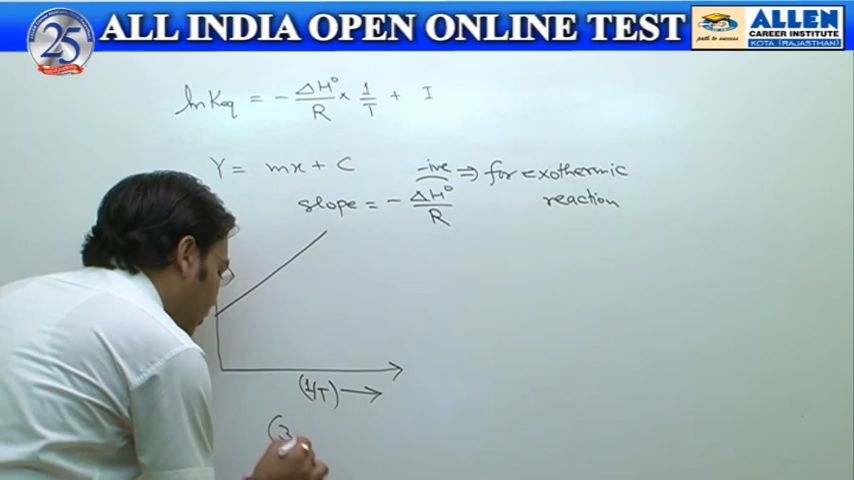 25
ALL INDIA OPEN ONLINE TEST
path to success
ALLEN
CAREER INSTITUTE
KOTA (RAJASTHAN)
ln Keq = - ΔH°/R × 1/T + I
Y = mx + C
-ive ⇒ for exothermic
reaction
slope = - ΔH°/R
(1/T) →
(3